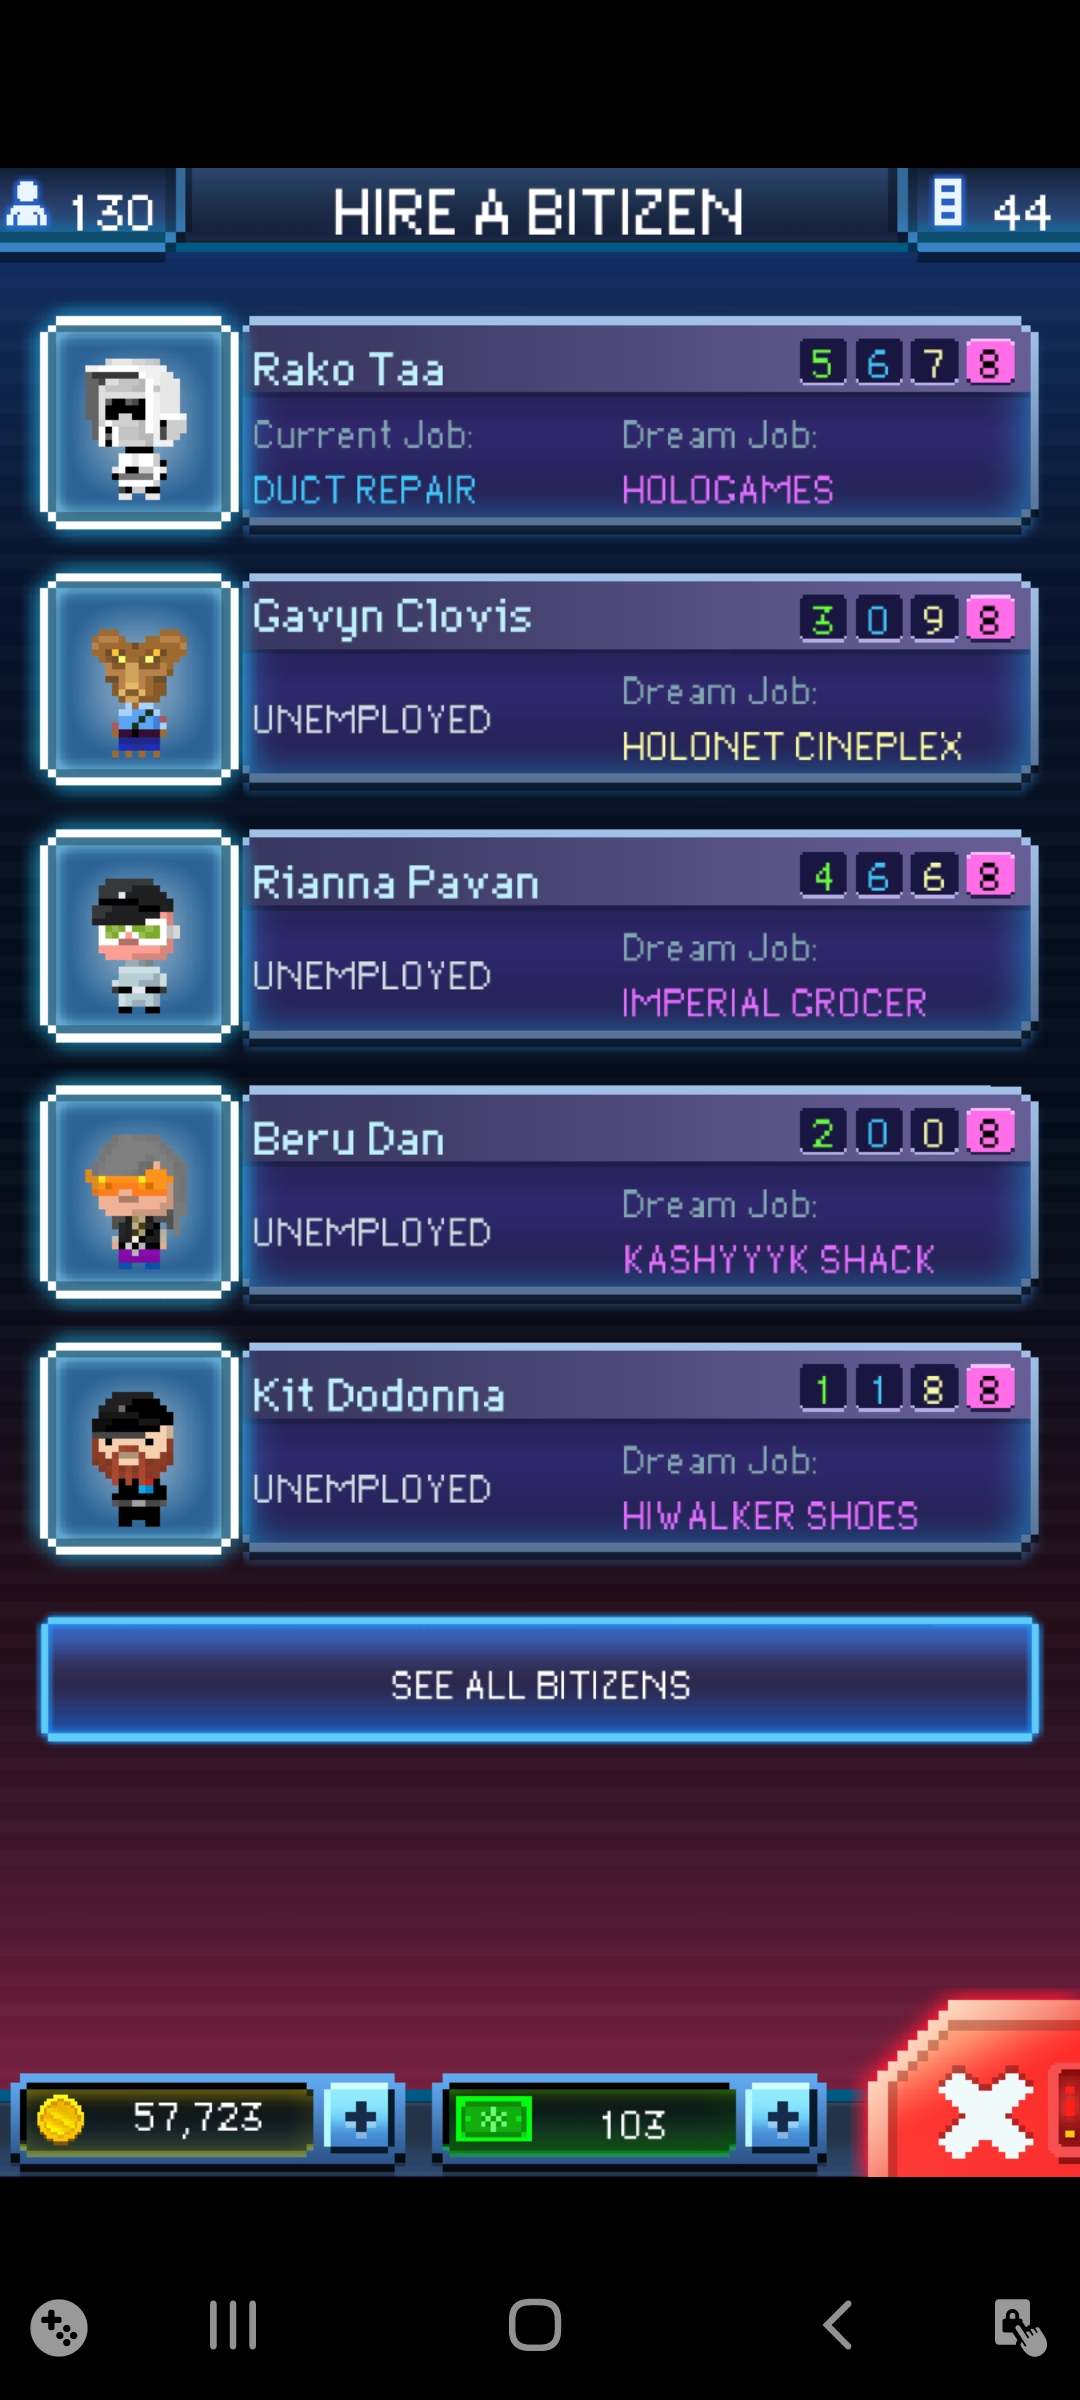 130 HIRE A BITIZEN 44
Rako Taa 5 6 7 8
Current Job: Dream Job:
DUCT REPAIR HOLOGAMES
Gavyn Clovis 3 0 9 8
Dream Job:
UNEMPLOYED
HOLONET CINEPLEX
Rianna Pavan 4 6 6 8
Dream Job:
UNEMPLOYED
IMPERIAL GROCER
Beru Dan 2 0 0 8
Dream Job:
UNEMPLOYED
KASHYYYK SHACK
Kit Dodonna 1 1 8 8
Dream Job:
UNEMPLOYED
HIWALKER SHOES
SEE ALL BITIZENS
57,723 + 103 +